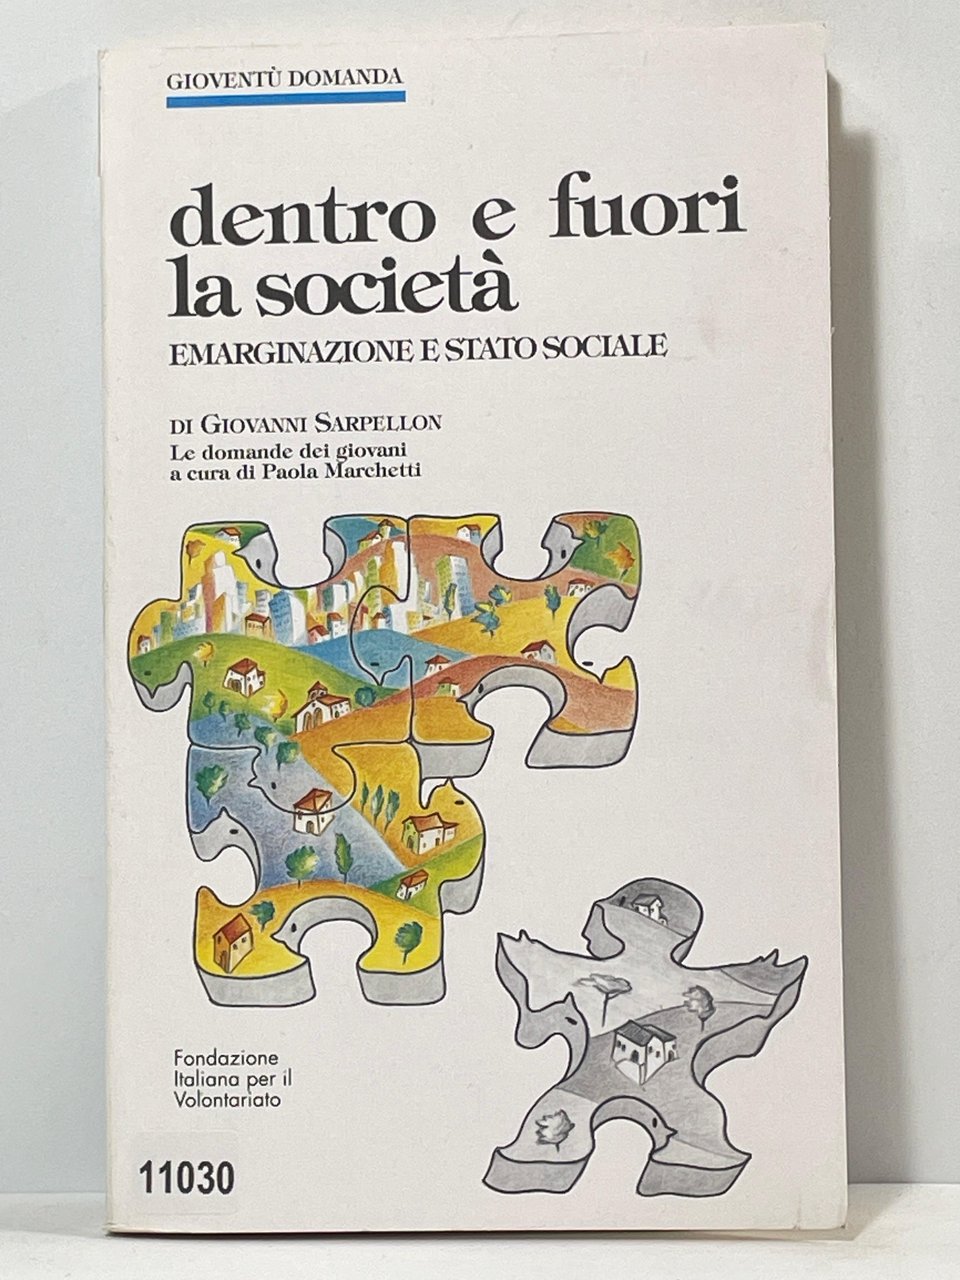 GIOVENTÙ DOMANDA
dentro e fuori
la società
EMARGINAZIONE E STATO SOCIALE
DI GIOVANNI SARPELLON
Le domande dei giovani
a cura di Paola Marchetti
Fondazione
Italiana per il
Volontariato
11030